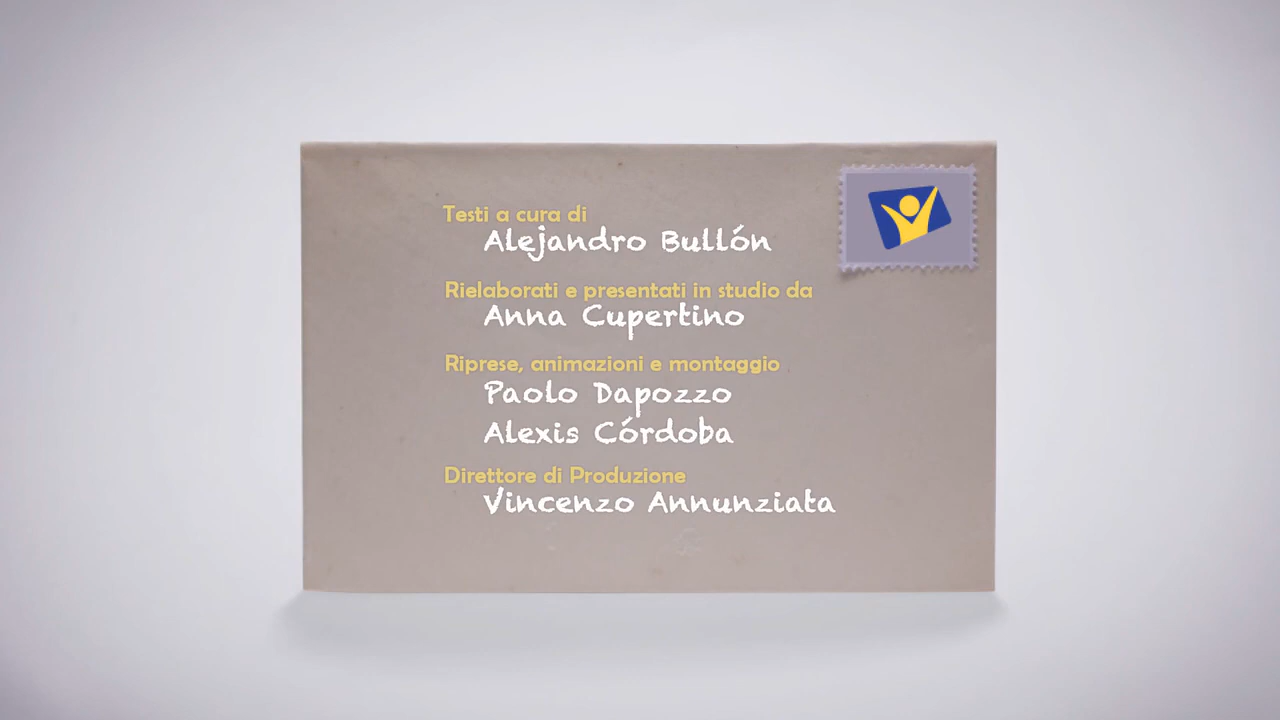 Testi a cura di
Alejandro Bullón
Rielaborati e presentati in studio da
Anna Cupertino
Riprese, animazioni e montaggio
Paolo Dapozzo
Alexis Córdoba
Direttore di Produzione
Vincenzo Annunziata